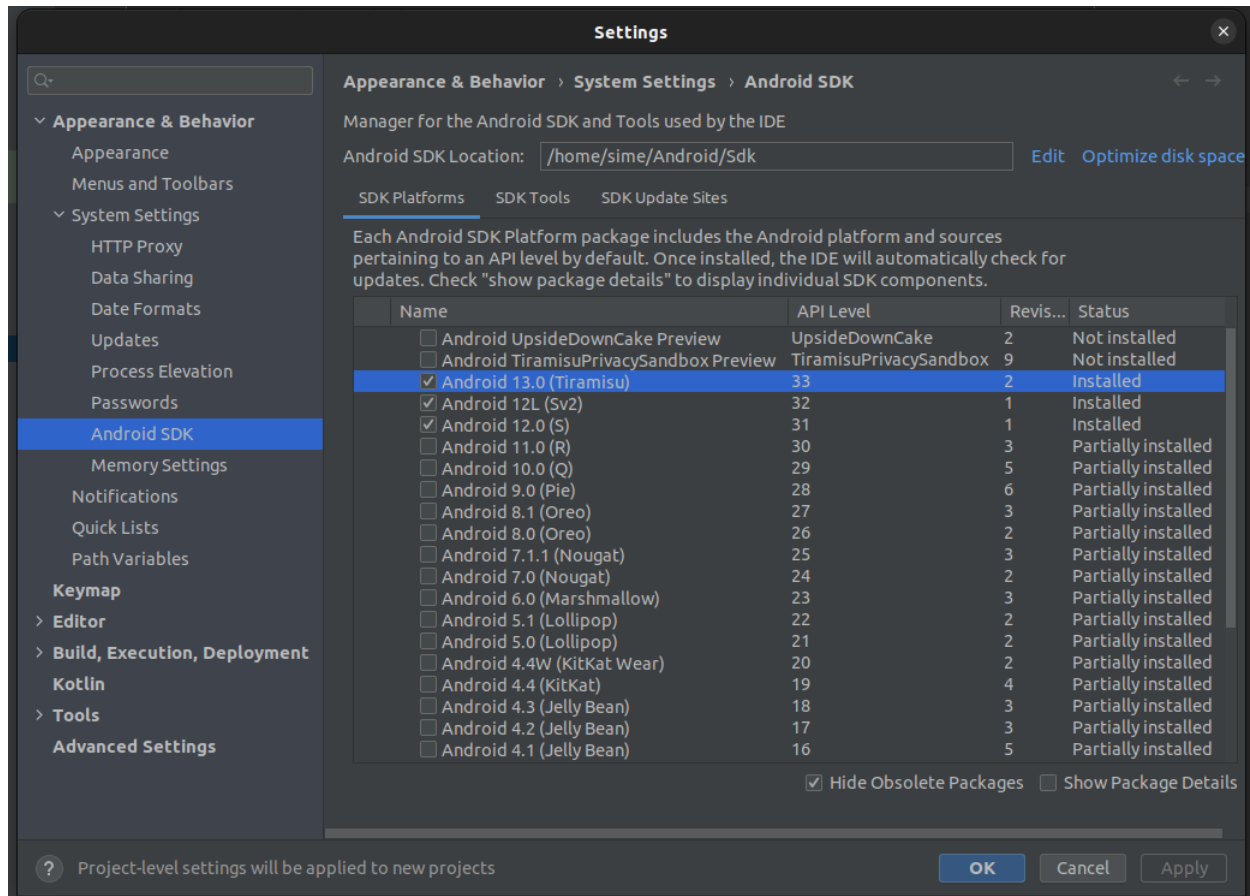 Settings
Appearance & Behavior
Appearance
Menus and Toolbars
System Settings
HTTP Proxy
Data Sharing
Date Formats
Updates
Process Elevation
Passwords
Android SDK
Memory Settings
Notifications
Quick Lists
Path Variables
Keymap
Editor
Build, Execution, Deployment
Kotlin
Tools
Advanced Settings
Appearance & Behavior › System Settings › Android SDK
Manager for the Android SDK and Tools used by the IDE
Android SDK Location: /home/sime/Android/Sdk Edit Optimize disk space
SDK Platforms SDK Tools SDK Update Sites
Each Android SDK Platform package includes the Android platform and sources
pertaining to an API level by default. Once installed, the IDE will automatically check for
updates. Check "show package details" to display individual SDK components.
Name API Level Revis... Status
Android UpsideDownCake Preview UpsideDownCake 2 Not installed
Android TiramisuPrivacySandbox Preview TiramisuPrivacySandbox 9 Not installed
Android 13.0 (Tiramisu) 33 2 Installed
Android 12L (Sv2) 32 1 Installed
Android 12.0 (S) 31 1 Installed
Android 11.0 (R) 30 3 Partially installed
Android 10.0 (Q) 29 5 Partially installed
Android 9.0 (Pie) 28 6 Partially installed
Android 8.1 (Oreo) 27 3 Partially installed
Android 8.0 (Oreo) 26 2 Partially installed
Android 7.1.1 (Nougat) 25 3 Partially installed
Android 7.0 (Nougat) 24 2 Partially installed
Android 6.0 (Marshmallow) 23 3 Partially installed
Android 5.1 (Lollipop) 22 2 Partially installed
Android 5.0 (Lollipop) 21 2 Partially installed
Android 4.4W (KitKat Wear) 20 2 Partially installed
Android 4.4 (KitKat) 19 4 Partially installed
Android 4.3 (Jelly Bean) 18 3 Partially installed
Android 4.2 (Jelly Bean) 17 3 Partially installed
Android 4.1 (Jelly Bean) 16 5 Partially installed
Hide Obsolete Packages Show Package Details
? Project-level settings will be applied to new projects
OK Cancel Apply